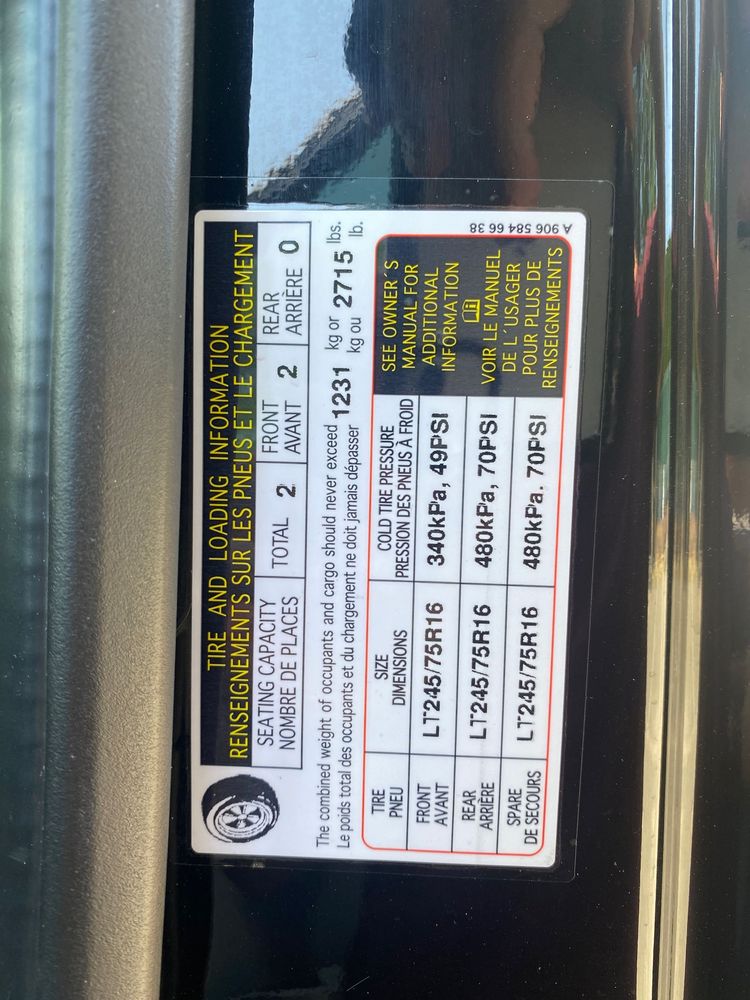 TIRE AND LOADING INFORMATION
RENSEIGNEMENTS SUR LES PNEUS ET LE CHARGEMENT
SEATING CAPACITY
NOMBRE DE PLACES
TOTAL 2
FRONT
AVANT 2
REAR
ARRIÈRE 0
The combined weight of occupants and cargo should never exceed 1231 kg or 2715 lbs.
Le poids total des occupants et du chargement ne doit jamais dépasser kg ou lb.
TIRE
PNEU
SIZE
DIMENSIONS
COLD TIRE PRESSURE
PRESSION DES PNEUS À FROID
FRONT
AVANT
LT245/75R16
340kPa, 49PSI
REAR
ARRIÈRE
LT245/75R16
480kPa, 70PSI
SPARE
DE SECOURS
LT245/75R16
480kPa. 70PSI
SEE OWNER´S
MANUAL FOR
ADDITIONAL
INFORMATION
VOIR LE MANUEL
DE L´USAGER
POUR PLUS DE
RENSEIGNEMENTS
A 906 584 66 38